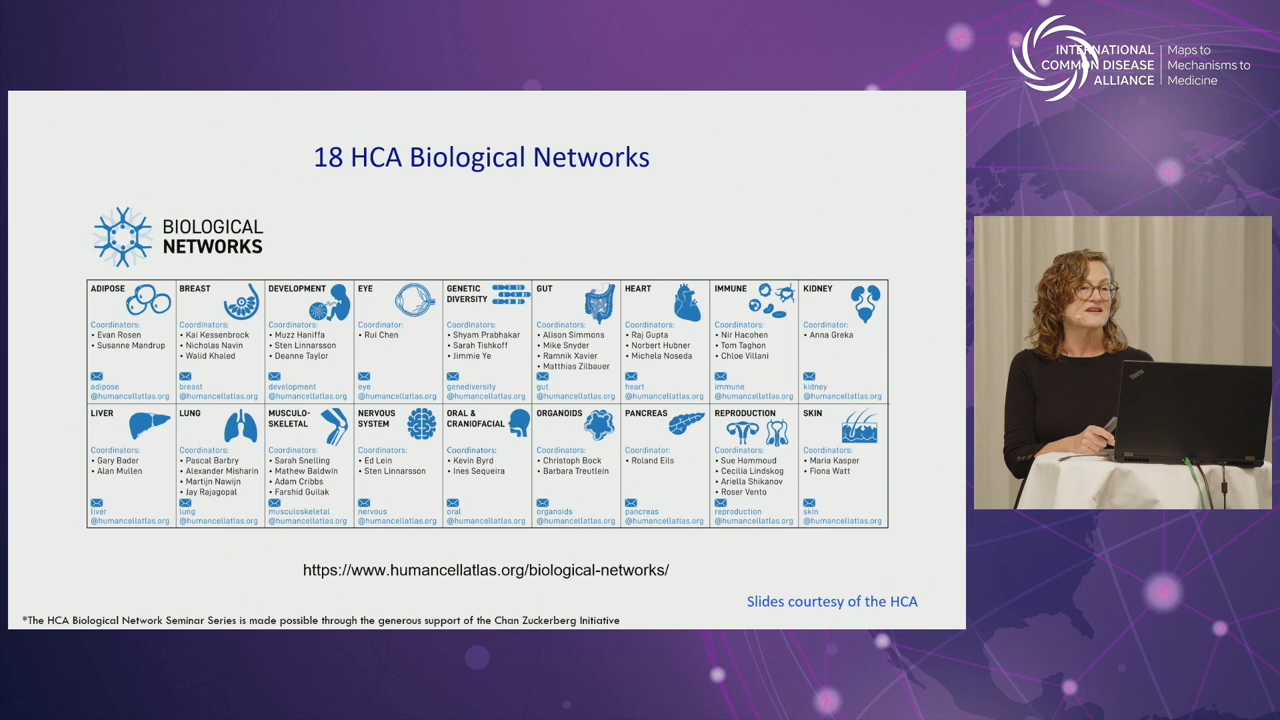 INTERNATIONAL
COMMON DISEASE
ALLIANCE
Maps to
Mechanisms to
Medicine
18 HCA Biological Networks
BIOLOGICAL
NETWORKS
ADIPOSE
Coordinators:
• Evan Rosen
• Susanne Mandrup
adipose
@humancellatlas.org
BREAST
Coordinators:
• Kai Kessenbrock
• Nicholas Navin
• Walid Khaled
breast
@humancellatlas.org
DEVELOPMENT
Coordinators:
• Muzz Haniffa
• Sten Linnarsson
• Deanne Taylor
development
@humancellatlas.org
EYE
Coordinator:
• Rui Chen
eye
@humancellatlas.org
GENETIC
DIVERSITY
Coordinators:
• Shyam Prabhakar
• Sarah Tishkoff
• Jimmie Ye
genediversity
@humancellatlas.org
GUT
Coordinators:
• Alison Simmons
• Mike Snyder
• Ramnik Xavier
• Matthias Zilbauer
gut
@humancellatlas.org
HEART
Coordinators:
• Raj Gupta
• Norbert Hubner
• Michela Noseda
heart
@humancellatlas.org
IMMUNE
Coordinators:
• Nir Hacohen
• Tom Taghon
• Chloe Villani
immune
@humancellatlas.org
KIDNEY
Coordinator:
• Anna Greka
kidney
@humancellatlas.org
LIVER
Coordinators:
• Gary Bader
• Alan Mullen
liver
@humancellatlas.org
LUNG
Coordinators:
• Pascal Barbry
• Alexander Misharin
• Martijn Nawijn
• Jay Rajagopal
lung
@humancellatlas.org
MUSCULO-
SKELETAL
Coordinators:
• Sarah Snelling
• Mathew Baldwin
• Adam Cribbs
• Farshid Guilak
musculoskeletal
@humancellatlas.org
NERVOUS
SYSTEM
Coordinators:
• Ed Lein
• Sten Linnarsson
nervous
@humancellatlas.org
ORAL &
CRANIOFACIAL
Coordinators:
• Kevin Byrd
• Ines Sequeira
oral
@humancellatlas.org
ORGANOIDS
Coordinators:
• Christoph Bock
• Barbara Treutlein
organoids
@humancellatlas.org
PANCREAS
Coordinator:
• Roland Eils
pancreas
@humancellatlas.org
REPRODUCTION
Coordinators:
• Sue Hammoud
• Cecilia Lindskog
• Ariella Shikanov
• Roser Vento
reproduction
@humancellatlas.org
SKIN
Coordinators:
• Maria Kasper
• Fiona Watt
skin
@humancellatlas.org
https://www.humancellatlas.org/biological-networks/
Slides courtesy of the HCA
*The HCA Biological Network Seminar Series is made possible through the generous support of the Chan Zuckerberg Initiative
ThinkPad